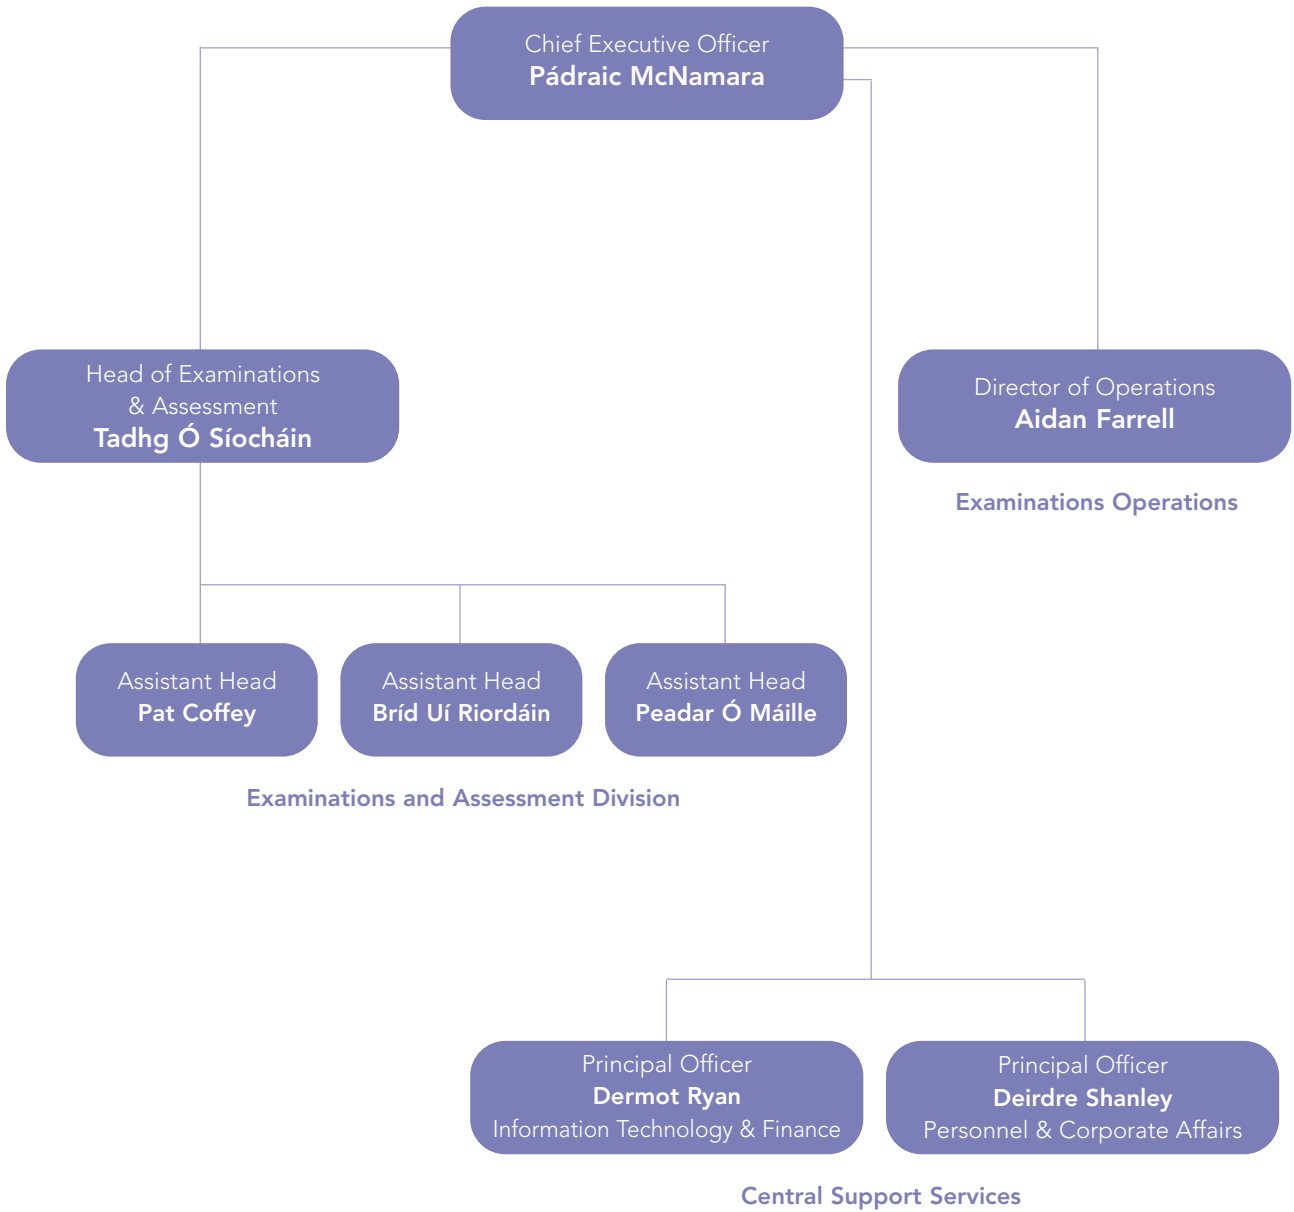 Chief Executive Officer
Pádraic McNamara
Head of Examinations
& Assessment
Tadhg Ó Síocháin
Director of Operations
Aidan Farrell
Examinations Operations
Assistant Head
Pat Coffey
Assistant Head
Bríd Uí Riordáin
Assistant Head
Peadar Ó Máille
Examinations and Assessment Division
Principal Officer
Dermot Ryan
Information Technology & Finance
Principal Officer
Deirdre Shanley
Personnel & Corporate Affairs
Central Support Services